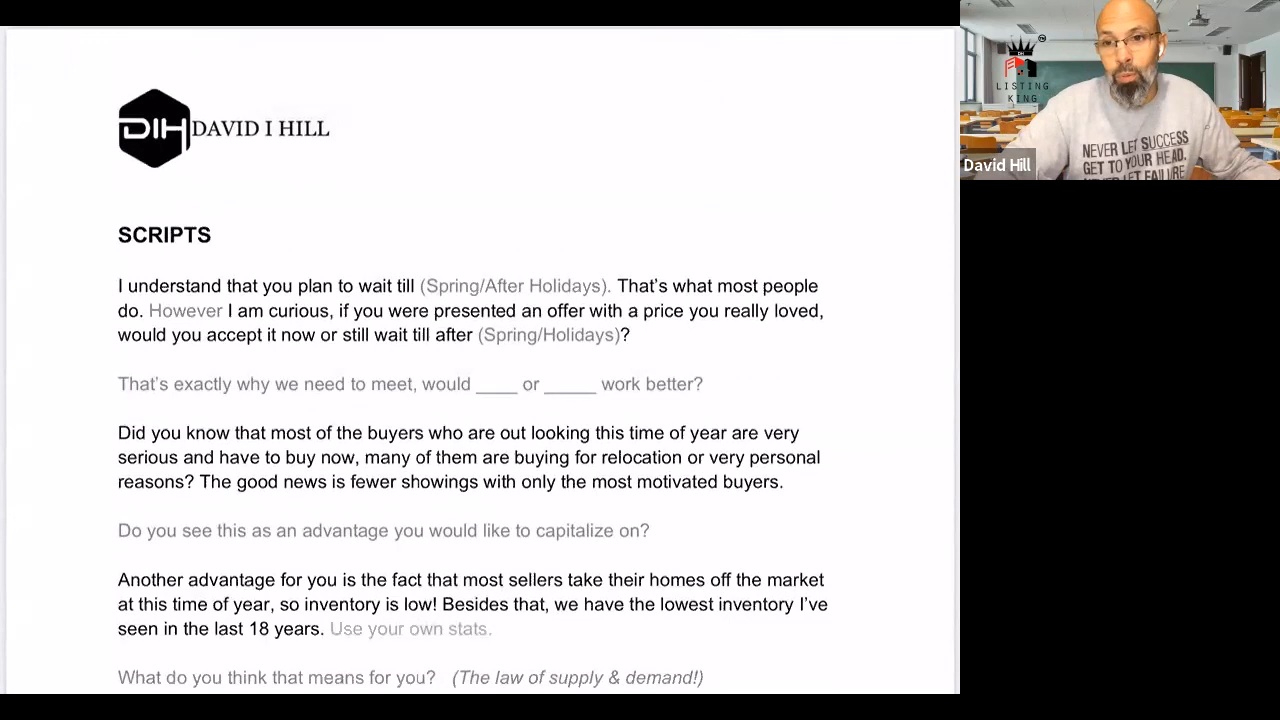 DIH DAVID I HILL
SCRIPTS
I understand that you plan to wait till (Spring/After Holidays). That's what most people
do. However I am curious, if you were presented an offer with a price you really loved,
would you accept it now or still wait till after (Spring/Holidays)?
That's exactly why we need to meet, would ____ or _____ work better?
Did you know that most of the buyers who are out looking this time of year are very
serious and have to buy now, many of them are buying for relocation or very personal
reasons? The good news is fewer showings with only the most motivated buyers.
Do you see this as an advantage you would like to capitalize on?
Another advantage for you is the fact that most sellers take their homes off the market
at this time of year, so inventory is low! Besides that, we have the lowest inventory I've
seen in the last 18 years. Use your own stats.
What do you think that means for you? (The law of supply & demand!)
LISTING
KING
NEVER LET SUCCESS
GET TO YOUR HEAD.
NEVER LET FAILURE
David Hill